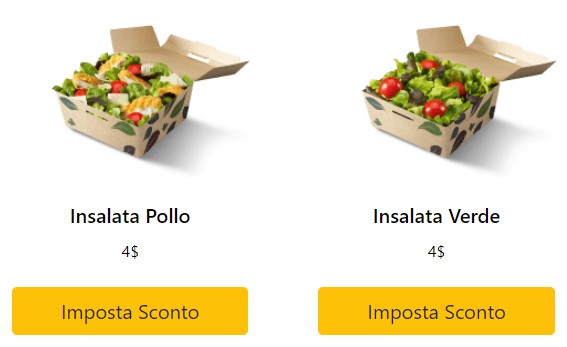 Insalata Pollo
Insalata Verde
4$
4$
Imposta Sconto
Imposta Sconto